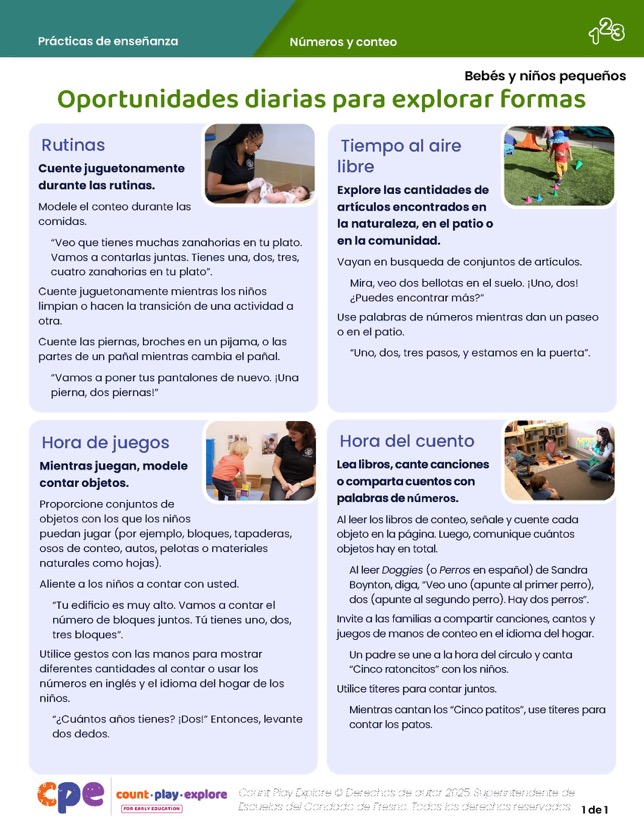 Prácticas de enseñanza
Números y conteo
123
Bebés y niños pequeños
Oportunidades diarias para explorar formas
Rutinas
Cuente juguetonamente
durante las rutinas.
Modele el conteo durante las
comidas.
“Veo que tienes muchas zanahorias en tu plato.
Vamos a contarlas juntas. Tienes una, dos, tres,
cuatro zanahorias en tu plato”.
Cuente juguetonamente mientras los niños
limpian o hacen la transición de una actividad a
otra.
Cuente las piernas, broches en un pijama, o las
partes de un pañal mientras cambia el pañal.
“Vamos a poner tus pantalones de nuevo. ¡Una
pierna, dos piernas!”
Tiempo al aire
libre
Explore las cantidades de
artículos encontrados en
la naturaleza, en el patio o
en la comunidad.
Vayan en busqueda de conjuntos de artículos.
Mira, veo dos bellotas en el suelo. ¡Uno, dos!
¿Puedes encontrar más?”
Use palabras de números mientras dan un paseo
o en el patio.
“Uno, dos, tres pasos, y estamos en la puerta”.
Hora de juegos
Mientras juegan, modele
contar objetos.
Proporcione conjuntos de
objetos con los que los niños
puedan jugar (por ejemplo, bloques, tapaderas,
osos de conteo, autos, pelotas o materiales
naturales como hojas).
Aliente a los niños a contar con usted.
“Tu edificio es muy alto. Vamos a contar el
número de bloques juntos. Tú tienes uno, dos,
tres bloques”.
Utilice gestos con las manos para mostrar
diferentes cantidades al contar o usar los
números en inglés y el idioma del hogar de los
niños.
“¿Cuántos años tienes? ¡Dos!” Entonces, levante
dos dedos.
Hora del cuento
Lea libros, cante canciones
o comparta cuentos con
palabras de números.
Al leer los libros de conteo, señale y cuente cada
objeto en la página. Luego, comunique cuántos
objetos hay en total.
Al leer Doggies (o Perros en español) de Sandra
Boynton, diga, “Veo uno (apunte al primer perro),
dos (apunte al segundo perro). Hay dos perros”.
Invite a las familias a compartir canciones, cantos y
juegos de manos de conteo en el idioma del hogar.
Un padre se une a la hora del círculo y canta
“Cinco ratoncitos” con los niños.
Utilice títeres para contar juntos.
Mientras cantan los “Cinco patitos”, use títeres para
contar los patos.
cpe
count·play·explore
FOR EARLY EDUCATION
Count Play Explore © Derechos de autor 2025. Superintendente de
Escuelas del Condado de Fresno. Todos los derechos reservados.
1 de 1